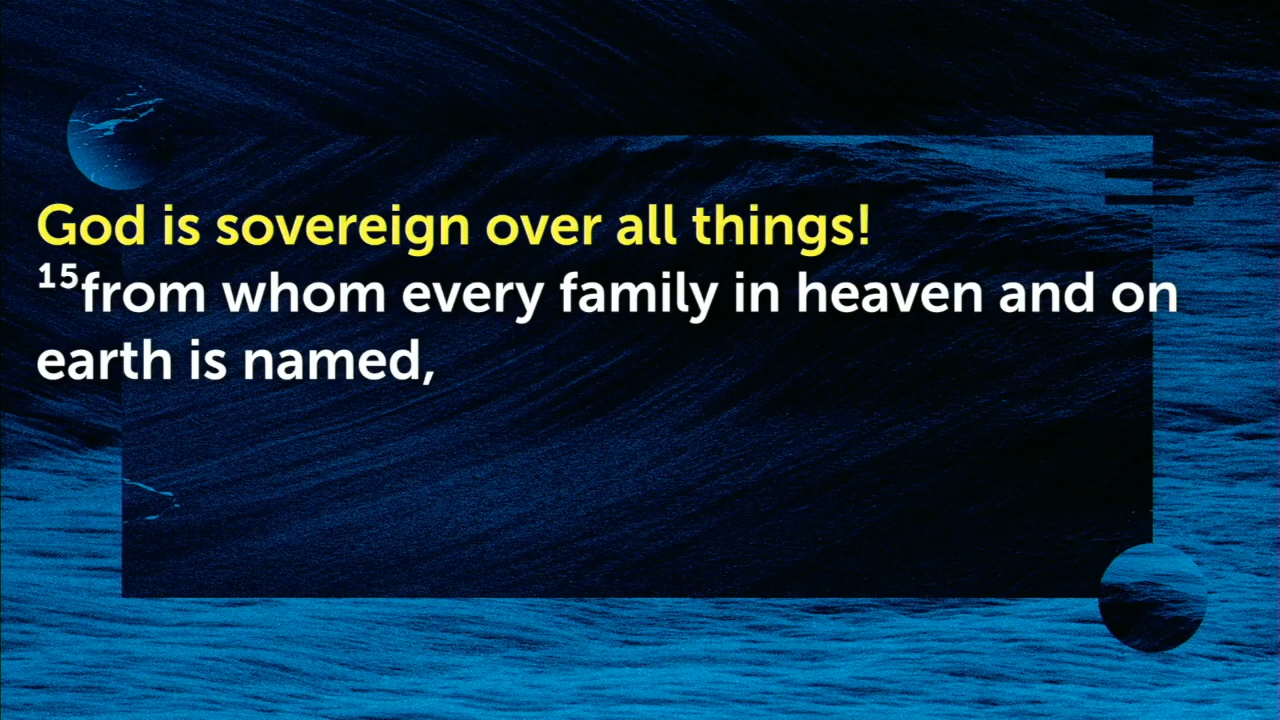 God is sovereign over all things!
15from whom every family in heaven and on
earth is named,